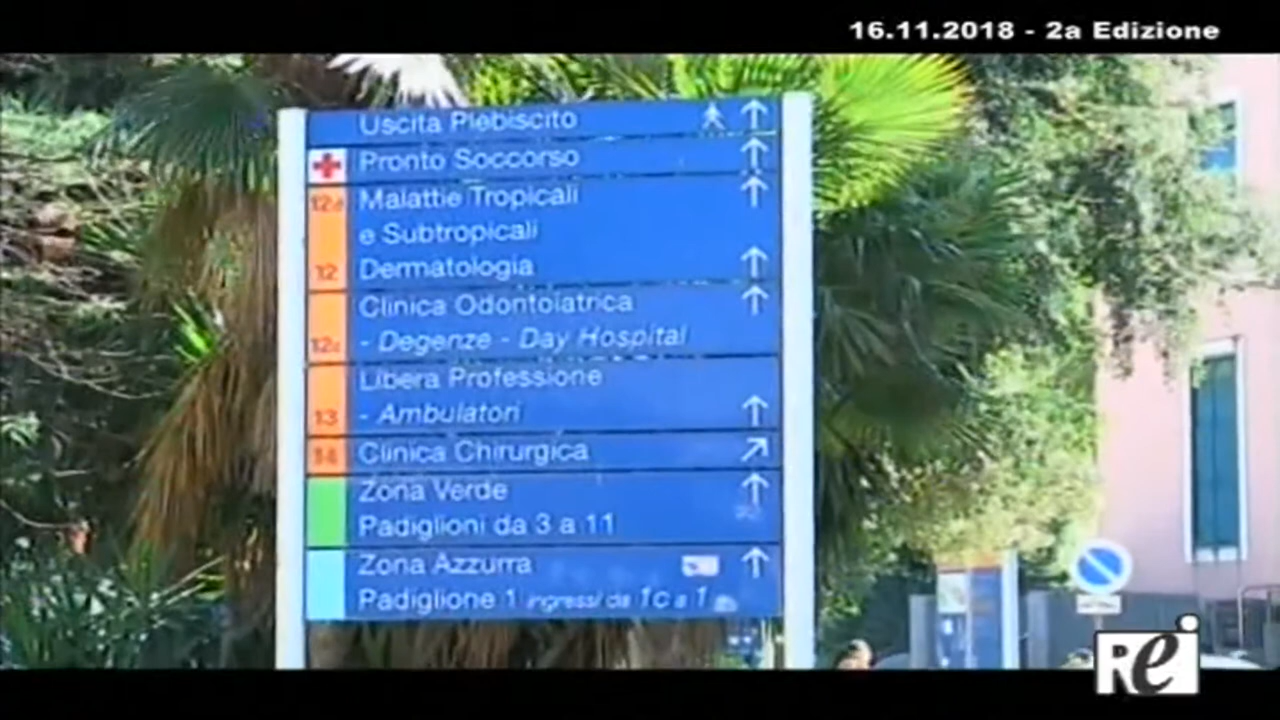 16.11.2018 - 2a Edizione
Uscita Plebiscito
Pronto Soccorso
Malattie Tropicali
e Subtropicali
12 Dermatologia
Clinica Odontoiatrica
- Degenze - Day Hospital
Libera Professione
13 - Ambulatori
14 Clinica Chirurgica
Zona Verde
Padiglioni da 3 a 11
Zona Azzurra
Padiglione 1 ingressi da 1c a 1
Rei